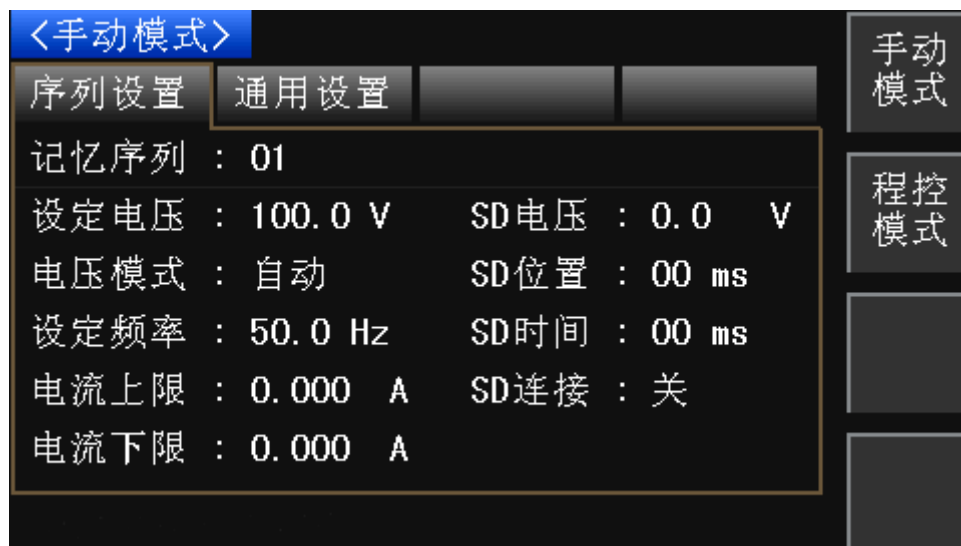 <手动模式>
序列设置 通用设置
记忆序列 : 01
设定电压 : 100.0 V SD电压 : 0.0 V
电压模式 : 自动 SD位置 : 00 ms
设定频率 : 50.0 Hz SD时间 : 00 ms
电流上限 : 0.000 A SD连接 : 关
电流下限 : 0.000 A
手动
模式
程控
模式